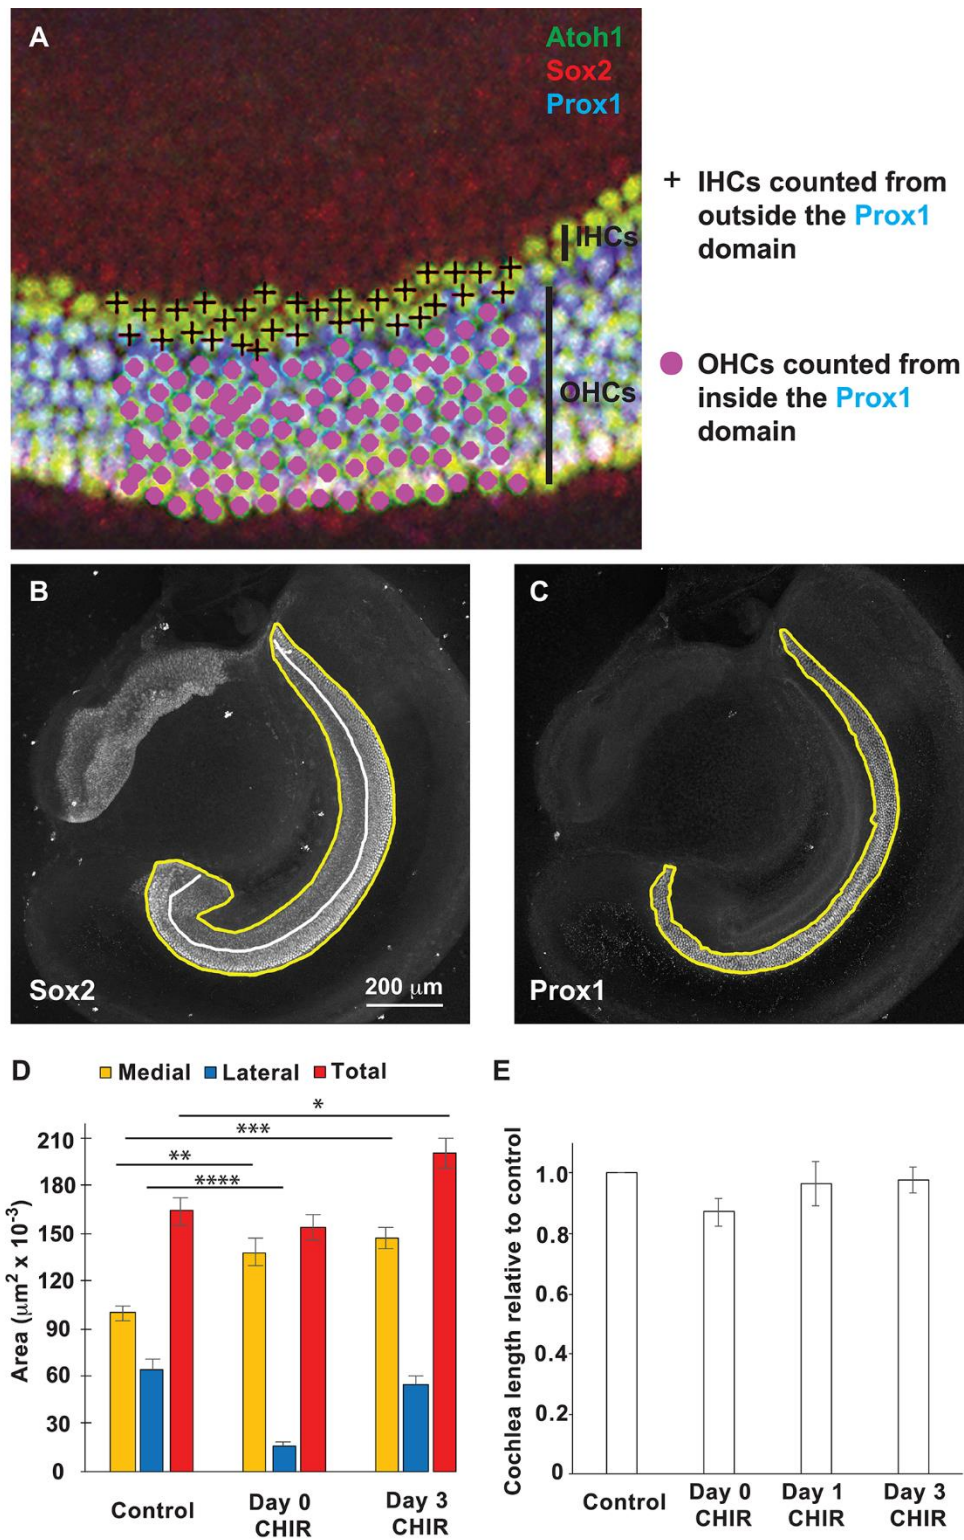 A
Atoh1
Sox2
Prox1
IHCs
OHCs
+ IHCs counted from
outside the Prox1
domain
OHCs counted from
inside the Prox1
domain
B
Sox2
200 μm
C
Prox1
D
Medial Lateral Total
*
***
**
****
Area (μm² x 10⁻³)
210
180
150
120
90
60
30
0
Control
Day 0
CHIR
Day 3
CHIR
E
Cochlea length relative to control
1.0
0.8
0.6
0.4
0.2
0
Control
Day 0
CHIR
Day 1
CHIR
Day 3
CHIR